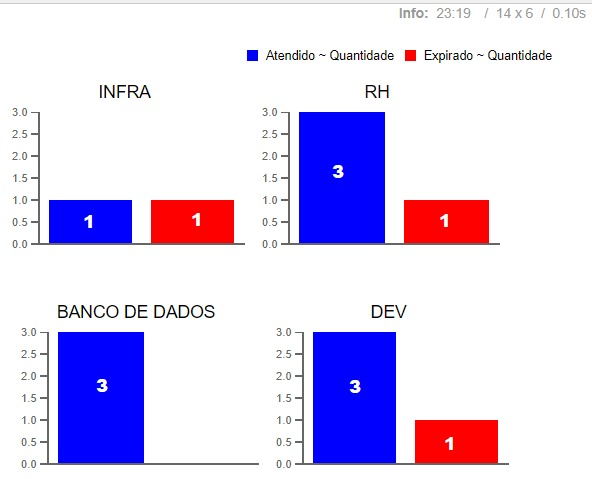 Info: 23:19 / 14 x 6 / 0.10s
Atendido ~ Quantidade Expirado ~ Quantidade
INFRA RH
3.0 3.0
2.5 2.5
2.0 2.0
3
1.5 1.5
1.0 1.0
1 1 1
0.5 0.5
0.0 0.0
BANCO DE DADOS DEV
3.0 3.0
2.5 2.5
2.0 2.0
3 3
1.5 1.5
1.0 1.0
0.5 1 0.5
0.0 0.0